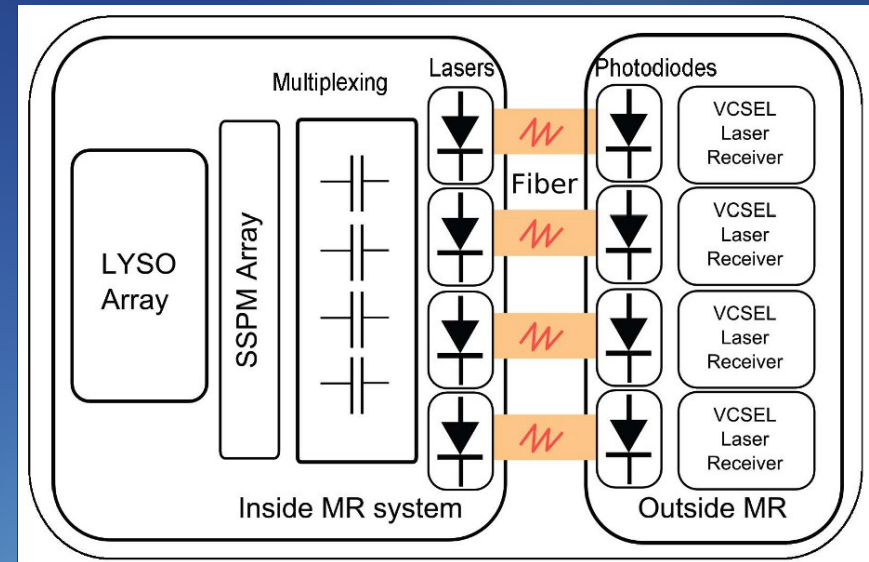 Multiplexing
Lasers
Photodiodes
LYSO
Array
SSPM Array
Fiber
VCSEL
Laser
Receiver
VCSEL
Laser
Receiver
VCSEL
Laser
Receiver
VCSEL
Laser
Receiver
Inside MR system
Outside MR